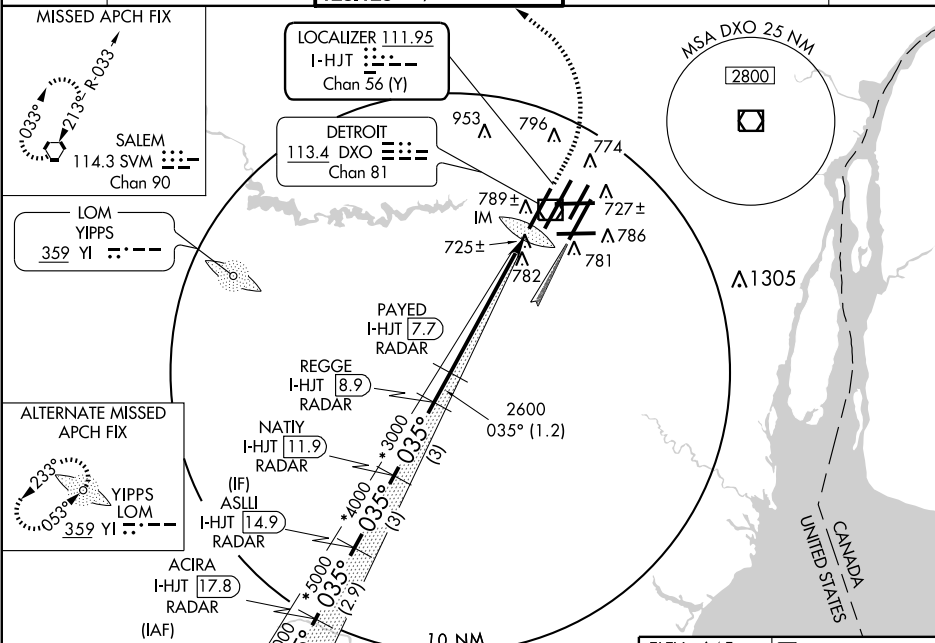 MISSED APCH FIX
R-033
033°
213°
SALEM
114.3 SVM
Chan 90
LOCALIZER 111.95
I-HJT
Chan 56 (Y)
DETROIT
113.4 DXO
Chan 81
MSA DXO 25 NM
2800
953
796
774
789±
IM
727±
725±
786
781
782
1305
LOM
YIPPS
359 YI
PAYED
I-HJT 7.7
RADAR
REGGE
I-HJT 8.9
RADAR
2600
035° (1.2)
NATIY
I-HJT 11.9
RADAR
*3000
035°
(3)
(IF)
ASLLI
I-HJT 14.9
RADAR
*4000
035°
(3)
ACIRA
I-HJT 17.8
RADAR
(IAF)
*5000
035°
(2.9)
10 NM
ALTERNATE MISSED
APCH FIX
233°
053°
YIPPS
LOM
359 YI
CANADA
UNITED STATES